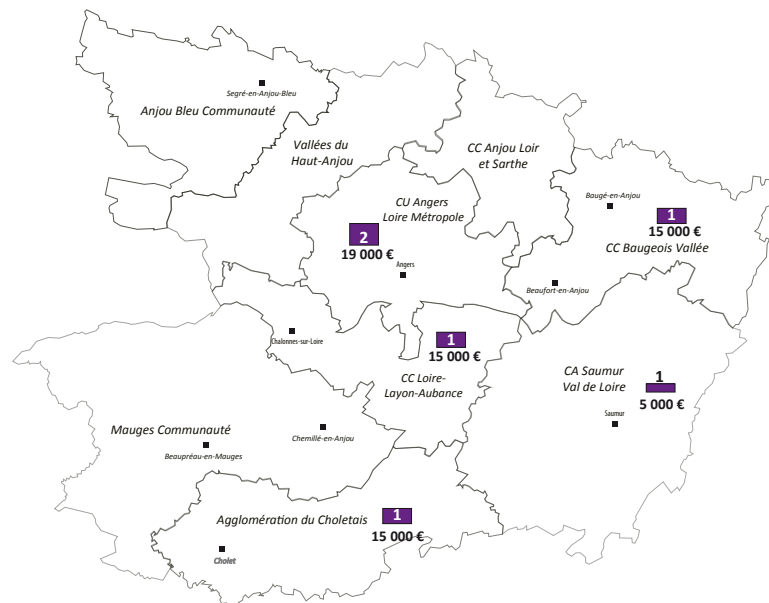 Segré-en-Anjou-Bleu
Anjou Bleu Communauté
Vallées du
Haut-Anjou
CC Anjou Loir
et Sarthe
CU Angers
Loire Métropole
2
19 000 €
Angers
Baugé-en-Anjou
1
15 000 €
CC Baugeois Vallée
Beaufort-en-Anjou
Chalonnes-sur-Loire
1
15 000 €
CC Loire-
Layon-Aubance
CA Saumur
Val de Loire
1
5 000 €
Saumur
Mauges Communauté
Chemillé-en-Anjou
Beaupréau-en-Mauges
Agglomération du Choletais
1
15 000 €
Cholet